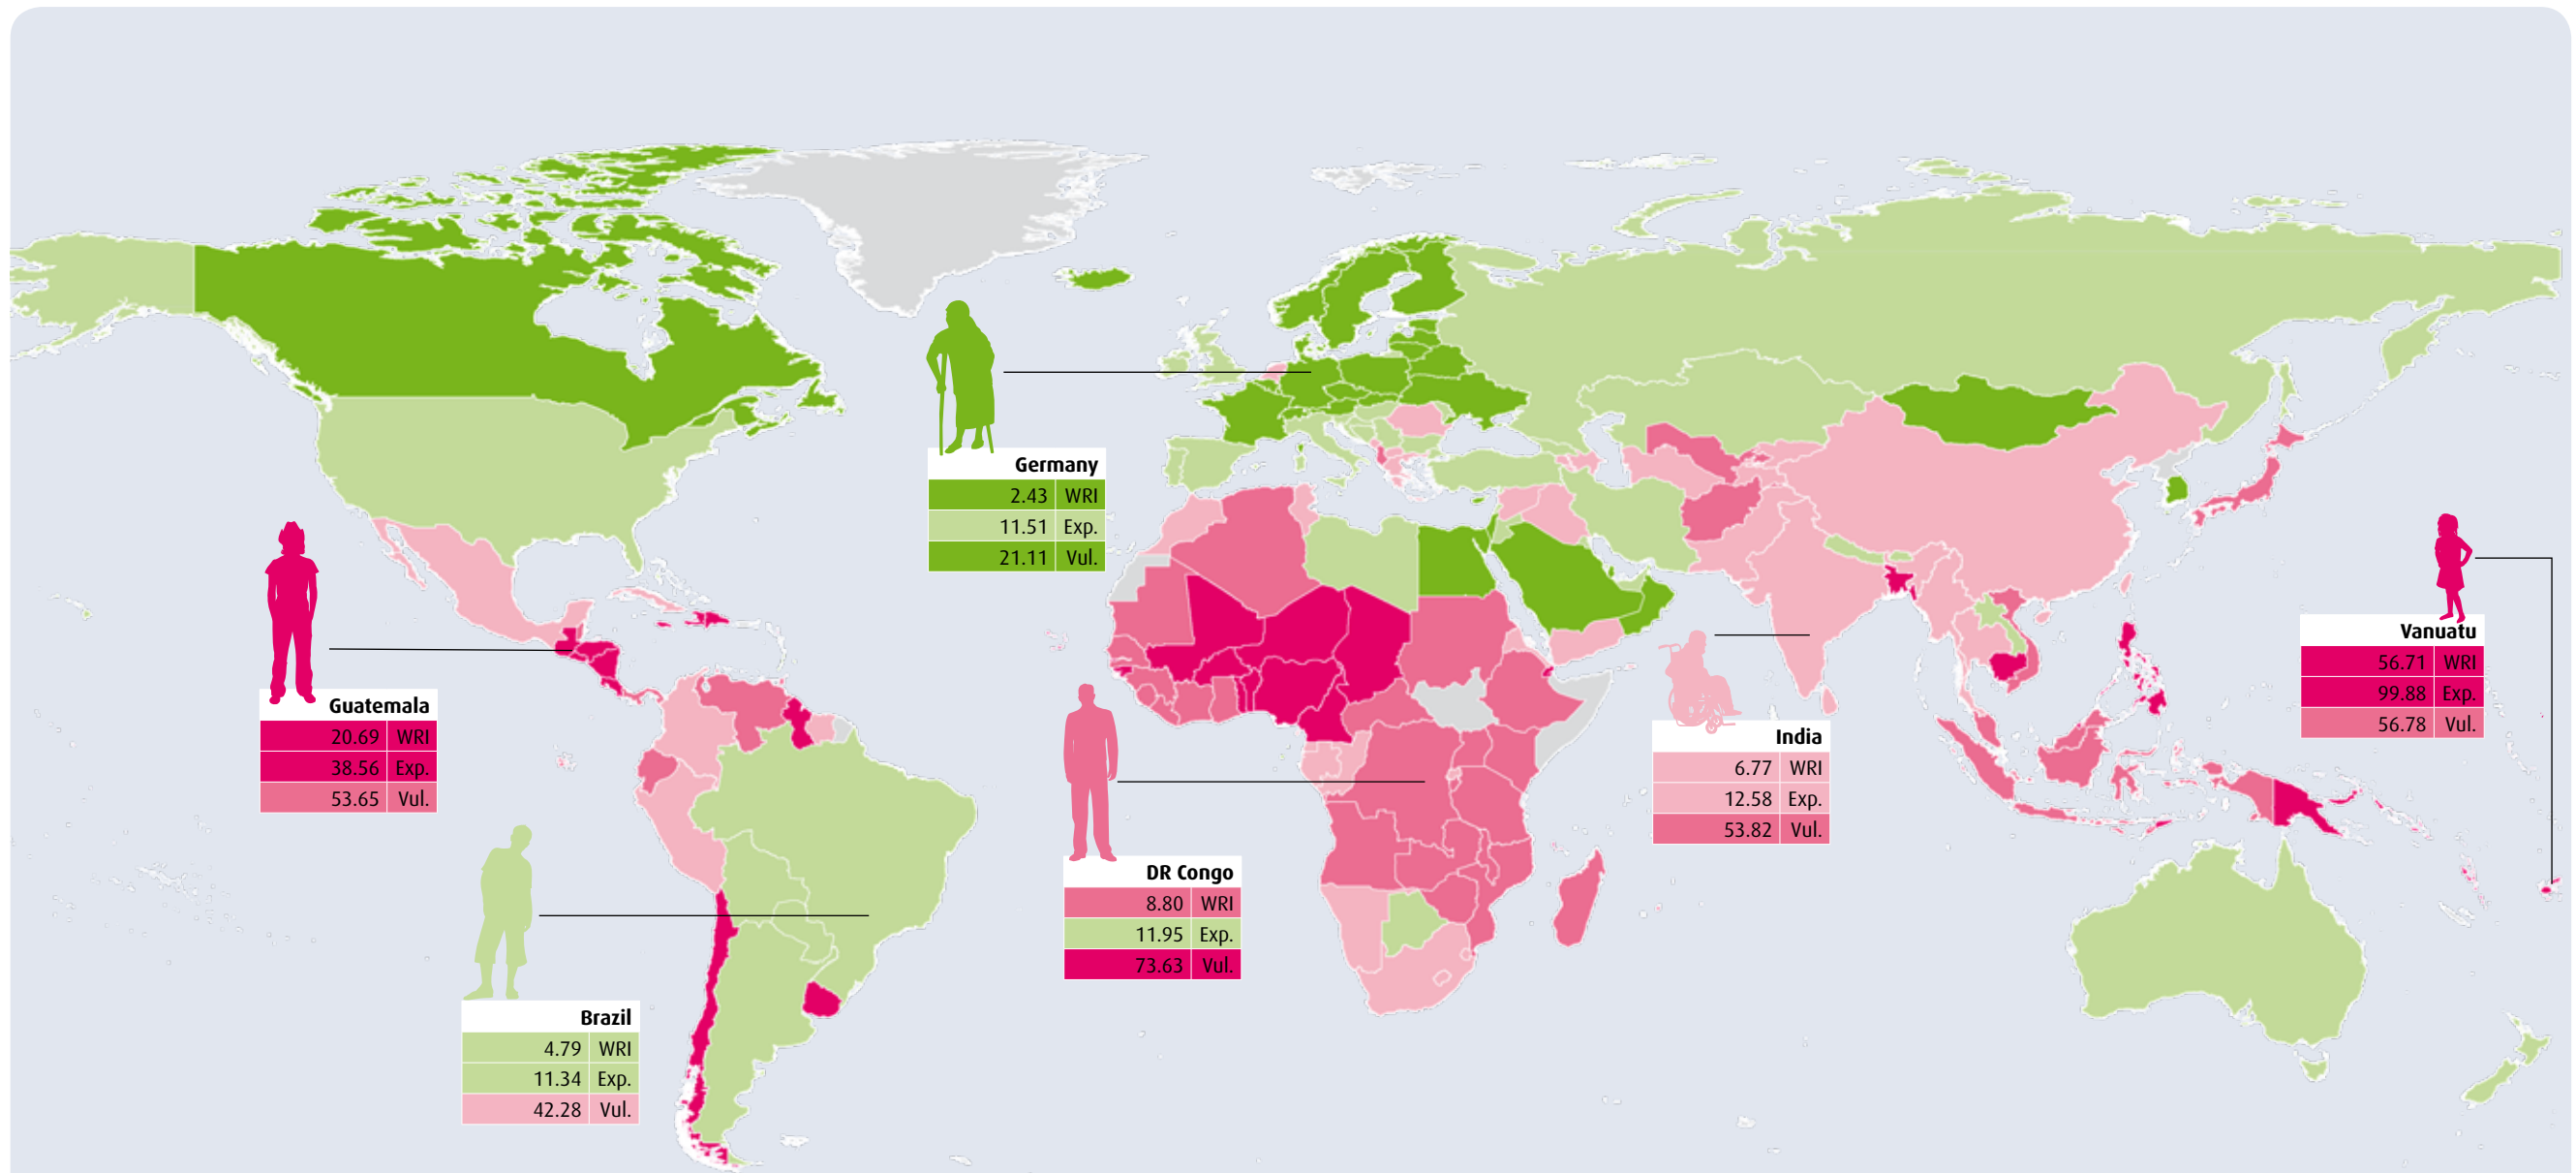 Germany
2.43 WRI
11.51 Exp.
21.11 Vul.
Guatemala
20.69 WRI
38.56 Exp.
53.65 Vul.
Vanuatu
56.71 WRI
99.88 Exp.
56.78 Vul.
India
6.77 WRI
12.58 Exp.
53.82 Vul.
DR Congo
8.80 WRI
11.95 Exp.
73.63 Vul.
Brazil
4.79 WRI
11.34 Exp.
42.28 Vul.